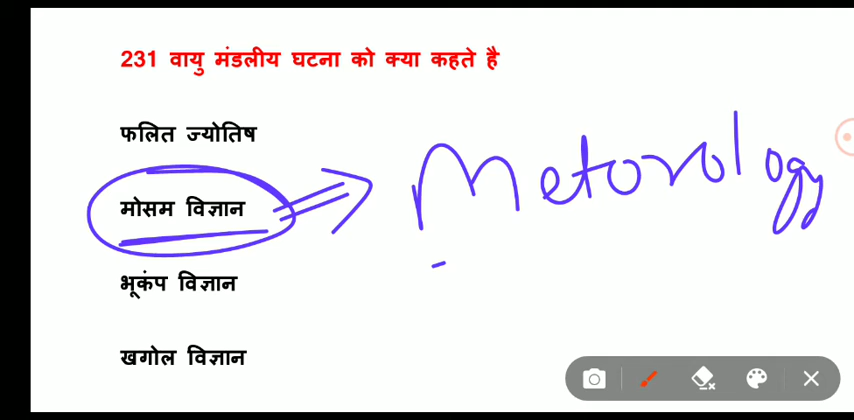 231 वायु मंडलीय घटना को क्या कहते है
फलित ज्योतिष
मोसम विज्ञान
Metorology
भूकंप विज्ञान
खगोल विज्ञान